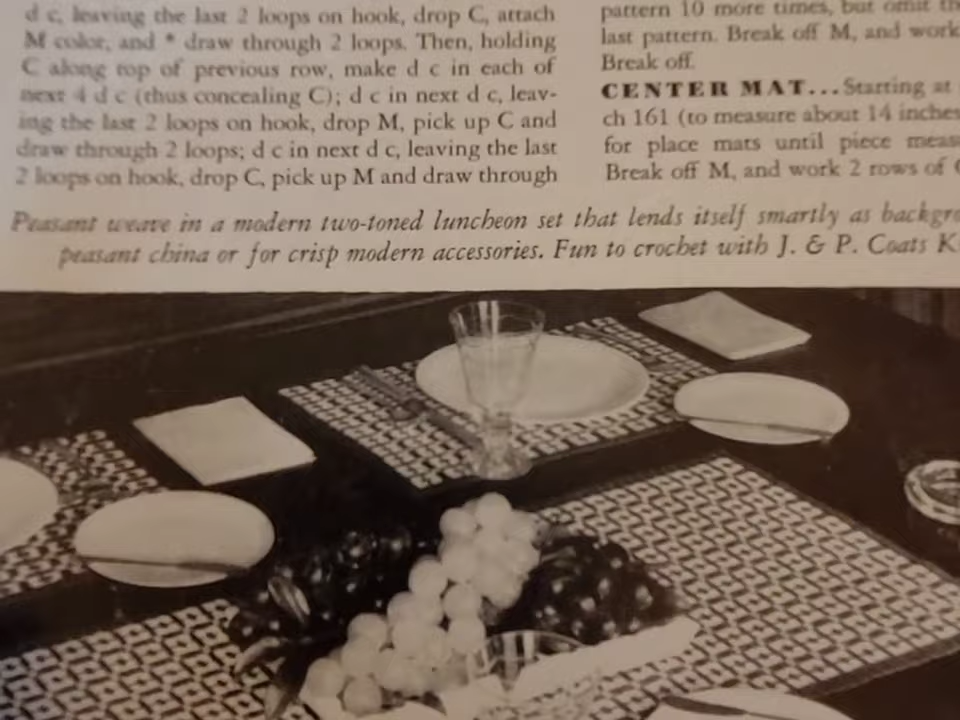 d c, leaving the last 2 loops on hook, drop C, attach
M color, and * draw through 2 loops. Then, holding
C along top of previous row, make d c in each of
next 4 d c (thus concealing C); d c in next d c, leav-
ing the last 2 loops on hook, drop M, pick up C and
draw through 2 loops; d c in next d c, leaving the last
2 loops on hook, drop C, pick up M and draw through
pattern 10 more times, but omit th
last pattern. Break off M, and work
Break off.
CENTER MAT...Starting at
ch 161 (to measure about 14 inches
for place mats until piece meas
Break off M, and work 2 rows of
Peasant weave in a modern two-toned luncheon set that lends itself smartly as backgro
peasant china or for crisp modern accessories. Fun to crochet with J. & P. Coats K